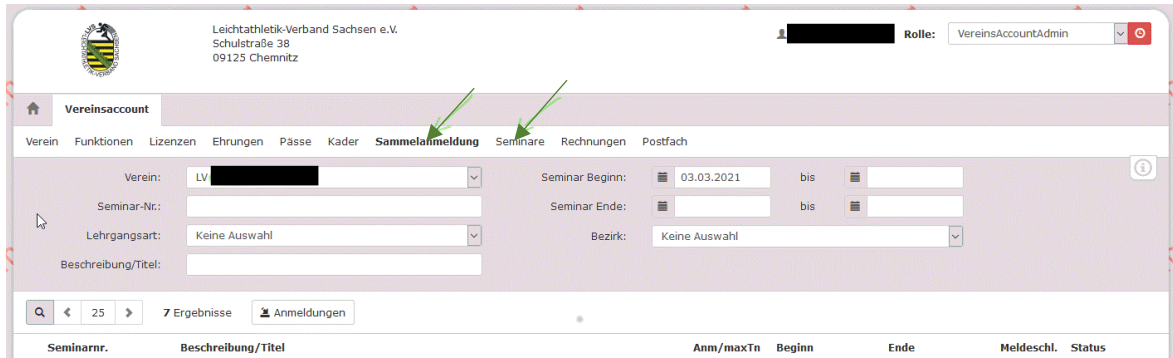 Leichtathletik-Verband Sachsen e.V.
Schulstraße 38
09125 Chemnitz
Rolle: VereinsAccountAdmin
Vereinsaccount
Verein Funktionen Lizenzen Ehrungen Pässe Kader Sammelanmeldung Seminare Rechnungen Postfach
Verein: LV Seminar Beginn: 03.03.2021 bis
Seminar-Nr.: Seminar Ende: bis
Lehrgangsart: Keine Auswahl Bezirk: Keine Auswahl
Beschreibung/Titel:
25 7 Ergebnisse Anmeldungen
Seminarnr. Beschreibung/Titel Anm/maxTn Beginn Ende Meldeschl. Status